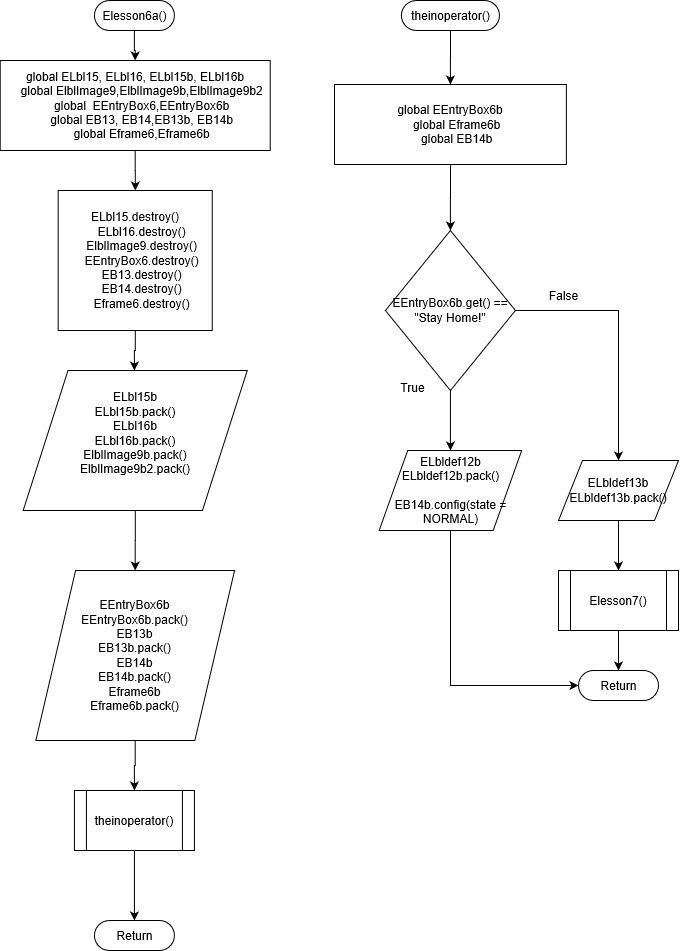 Elesson6a()
global ELbl15, ELbl16, ELbl15b, ELbl16b
global ElblImage9,ElblImage9b,ElblImage9b2
global EEntryBox6,EEntryBox6b
global EB13, EB14,EB13b, EB14b
global Eframe6,Eframe6b
ELbl15.destroy()
ELbl16.destroy()
ElblImage9.destroy()
EEntryBox6.destroy()
EB13.destroy()
EB14.destroy()
Eframe6.destroy()
ELbl15b
ELbl15b.pack()
ELbl16b
ELbl16b.pack()
ElblImage9b.pack()
ElblImage9b2.pack()
EEntryBox6b
EEntryBox6b.pack()
EB13b
EB13b.pack()
EB14b
EB14b.pack()
Eframe6b
Eframe6b.pack()
theinoperator()
Return
theinoperator()
global EEntryBox6b
global Eframe6b
global EB14b
EEntryBox6b.get() ==
"Stay Home!"
False
True
ELbldef12b
ELbldef12b.pack()
EB14b.config(state =
NORMAL)
ELbldef13b
ELbldef13b.pack()
Elesson7()
Return